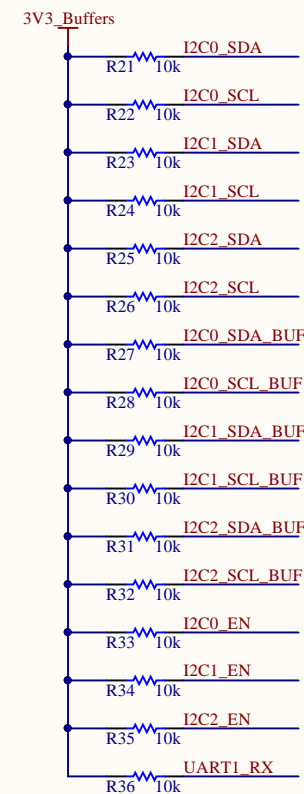 3V3_Buffers
I2C0_SDA
R21 10k
I2C0_SCL
R22 10k
I2C1_SDA
R23 10k
I2C1_SCL
R24 10k
I2C2_SDA
R25 10k
I2C2_SCL
R26 10k
I2C0_SDA_BUF
R27 10k
I2C0_SCL_BUF
R28 10k
I2C1_SDA_BUF
R29 10k
I2C1_SCL_BUF
R30 10k
I2C2_SDA_BUF
R31 10k
I2C2_SCL_BUF
R32 10k
I2C0_EN
R33 10k
I2C1_EN
R34 10k
I2C2_EN
R35 10k
UART1_RX
R36 10k